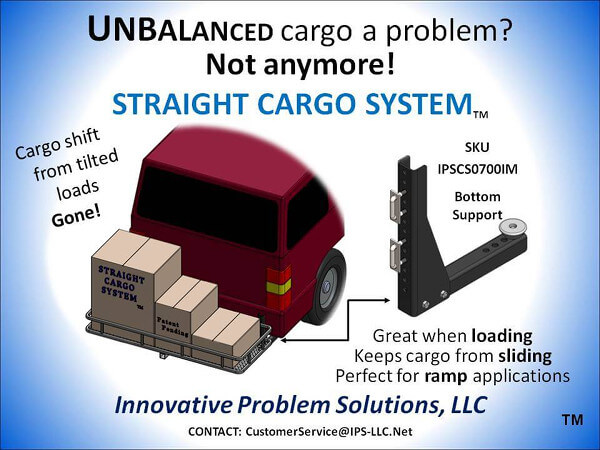 UNBALANCED cargo a problem?
Not anymore!
STRAIGHT CARGO SYSTEM™
Cargo shift
from tilted
loads
Gone!
SKU
IPSCS0700IM
Bottom
Support
STRAIGHT
CARGO
SYSTEM™
Patent
Pending
Great when loading
Keeps cargo from sliding
Perfect for ramp applications
Innovative Problem Solutions, LLC
TM
CONTACT: CustomerService@IPS-LLC.Net